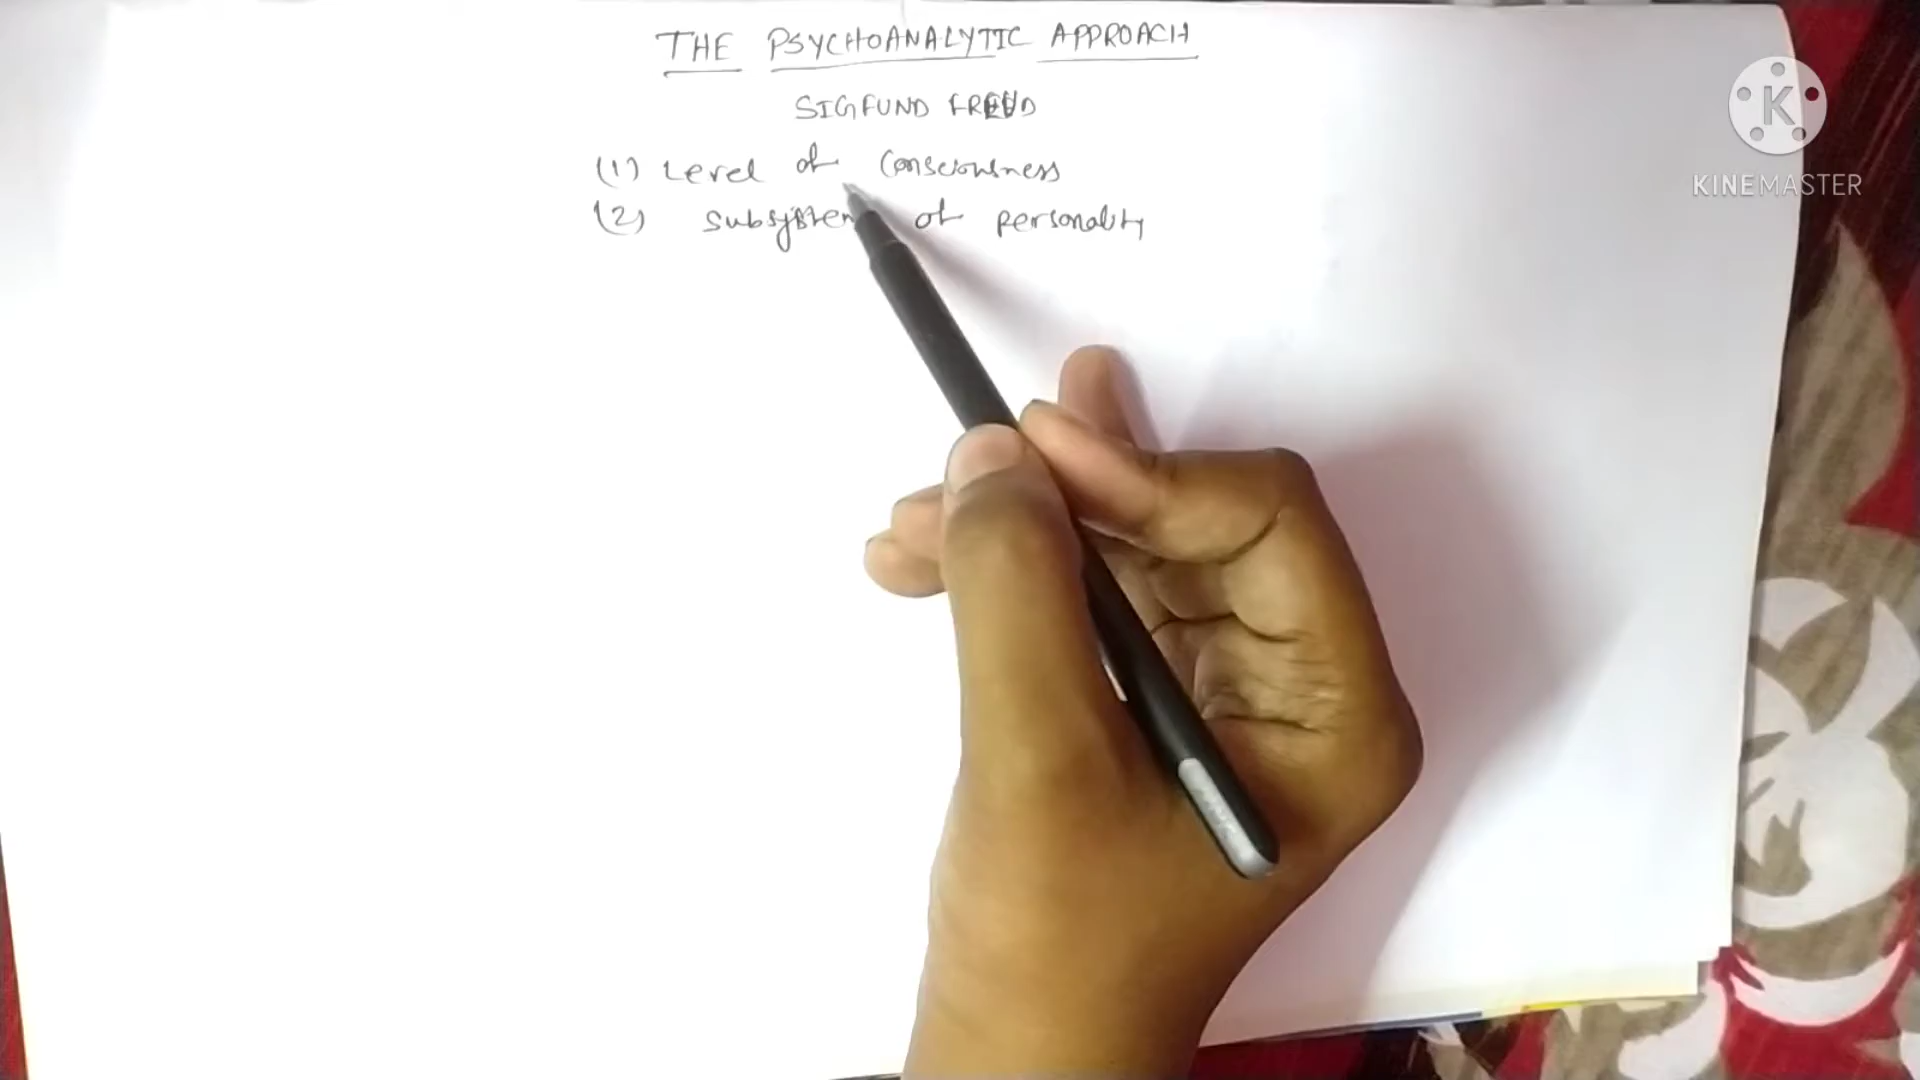 THE PSYCHOANALYTIC APPROACH
SIGFUND FREUD
(1) Level of Consciousness
(2) Subsystem of personality
K
KINEMASTER